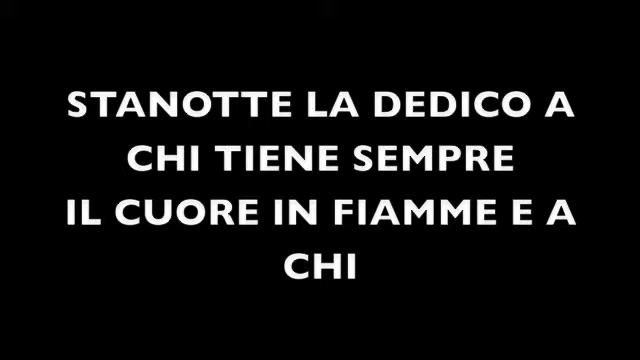 STANOTTE LA DEDICO A
CHI TIENE SEMPRE
IL CUORE IN FIAMME E A
CHI